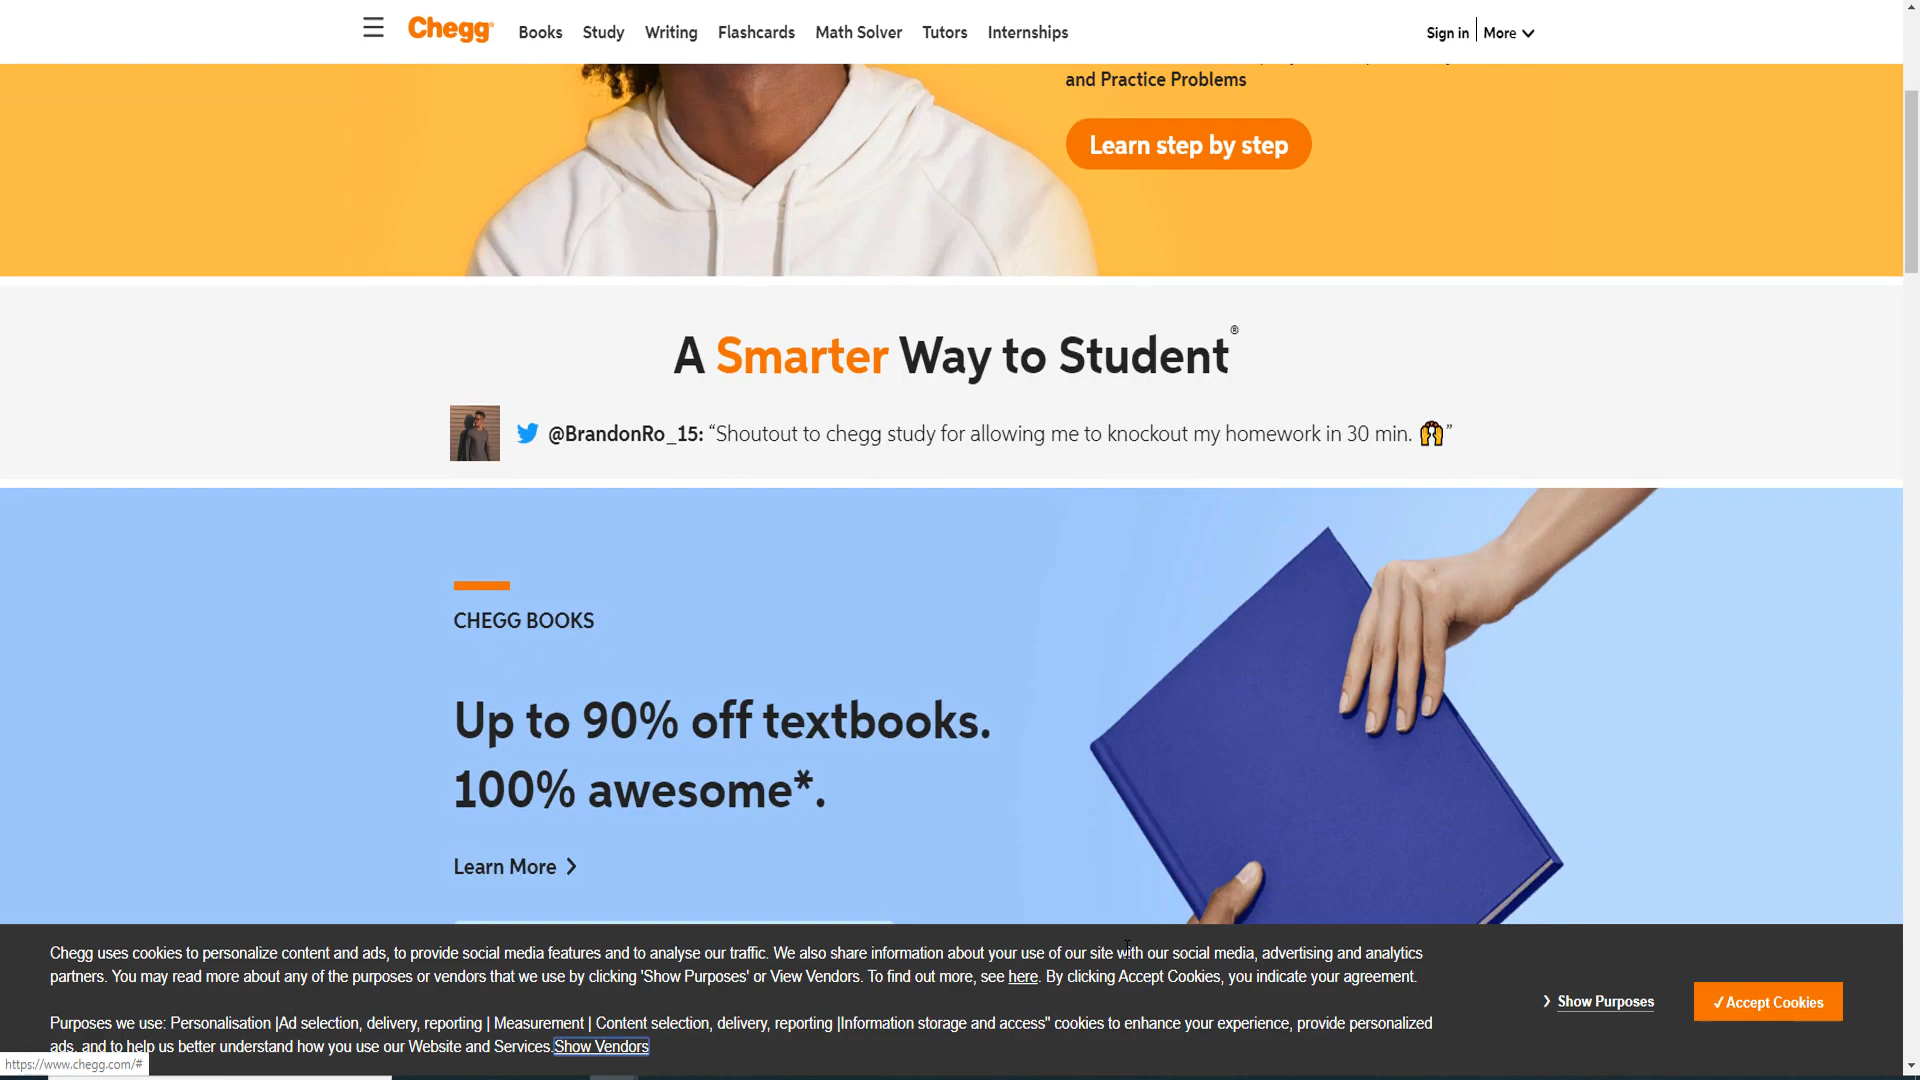 Chegg
Books Study Writing Flashcards Math Solver Tutors Internships
Sign in More
and Practice Problems
Learn step by step
A Smarter Way to Student®
@BrandonRo_15: “Shoutout to chegg study for allowing me to knockout my homework in 30 min. 🙌”
CHEGG BOOKS
Up to 90% off textbooks.
100% awesome*.
Learn More
Chegg uses cookies to personalize content and ads, to provide social media features and to analyse our traffic. We also share information about your use of our site with our social media, advertising and analytics
partners. You may read more about any of the purposes or vendors that we use by clicking 'Show Purposes' or View Vendors. To find out more, see here. By clicking Accept Cookies, you indicate your agreement.
Show Purposes
✓Accept Cookies
Purposes we use: Personalisation |Ad selection, delivery, reporting | Measurement | Content selection, delivery, reporting |Information storage and access" cookies to enhance your experience, provide personalized
ads, and to help us better understand how you use our Website and Services.Show Vendors
https://www.chegg.com/#